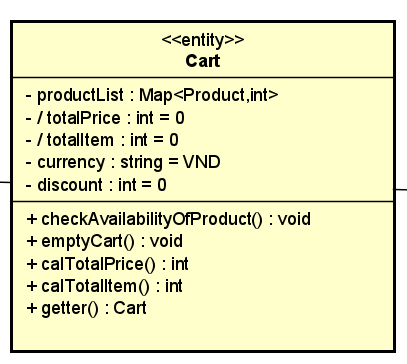 <<entity>>
Cart
- productList : Map<Product,int>
- / totalPrice : int = 0
- / totalItem : int = 0
- currency : string = VND
- discount : int = 0
+ checkAvailabilityOfProduct() : void
+ emptyCart() : void
+ calTotalPrice() : int
+ calTotalItem() : int
+ getter() : Cart